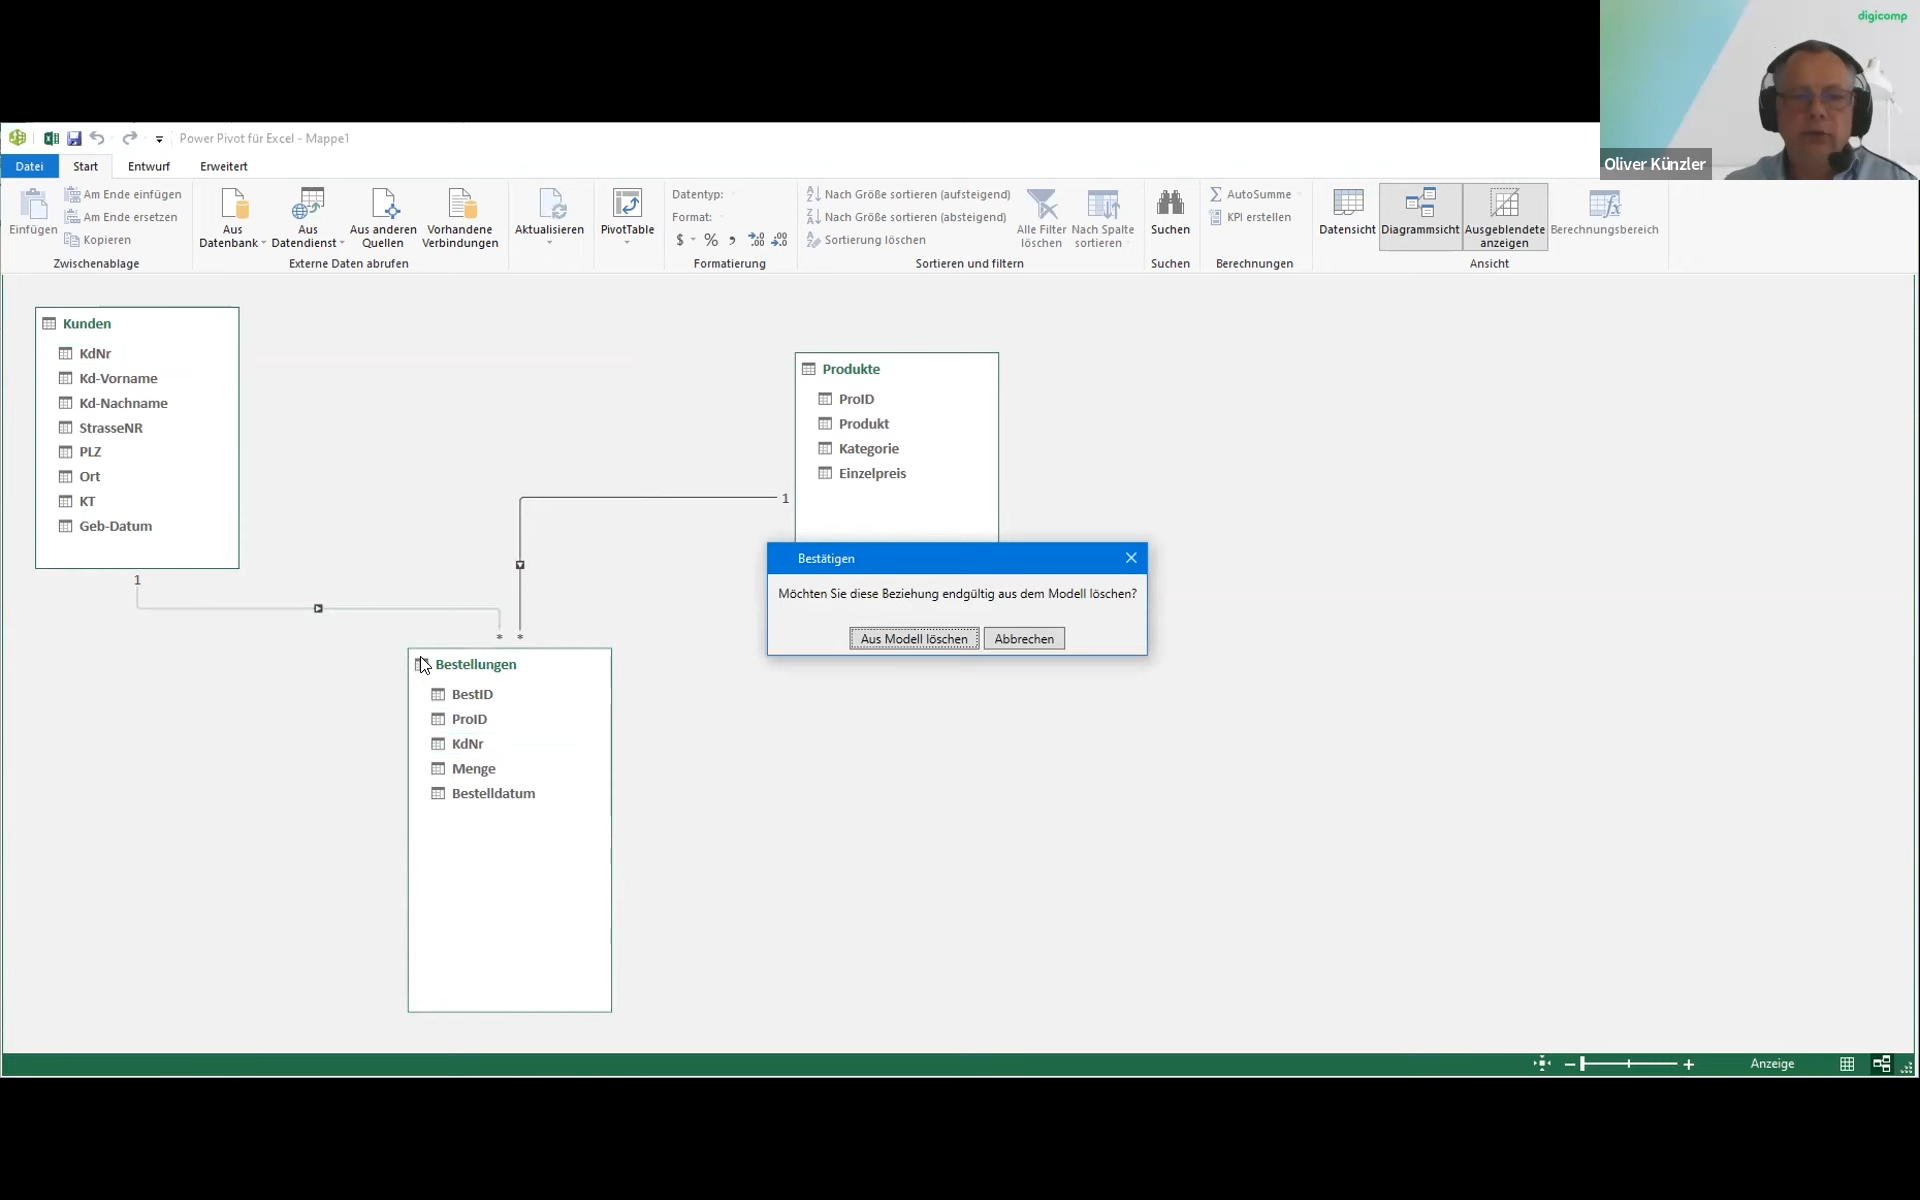 digicomp
Oliver Künzler
Power Pivot für Excel - Mappe1
Datei
Start
Entwurf
Erweitert
Einfügen
Am Ende einfügen
Am Ende ersetzen
Kopieren
Zwischenablage
Aus
Datenbank
Aus
Datendienst
Aus anderen
Quellen
Vorhandene
Verbindungen
Externe Daten abrufen
Aktualisieren
PivotTable
Datentyp:
Format:
$ % ,
Formatierung
Nach Größe sortieren (aufsteigend)
Nach Größe sortieren (absteigend)
Sortierung löschen
Alle Filter
löschen
Nach Spalte
sortieren
Sortieren und filtern
Suchen
Suchen
AutoSumme
KPI erstellen
Berechnungen
Datensicht
Diagrammsicht
Ausgeblendete
anzeigen
Berechnungsbereich
Ansicht
Kunden
KdNr
Kd-Vorname
Kd-Nachname
StrasseNR
PLZ
Ort
KT
Geb-Datum
1
Produkte
ProID
Produkt
Kategorie
Einzelpreis
1
Bestätigen
Möchten Sie diese Beziehung endgültig aus dem Modell löschen?
Aus Modell löschen
Abbrechen
* *
Bestellungen
BestID
ProID
KdNr
Menge
Bestelldatum
Anzeige